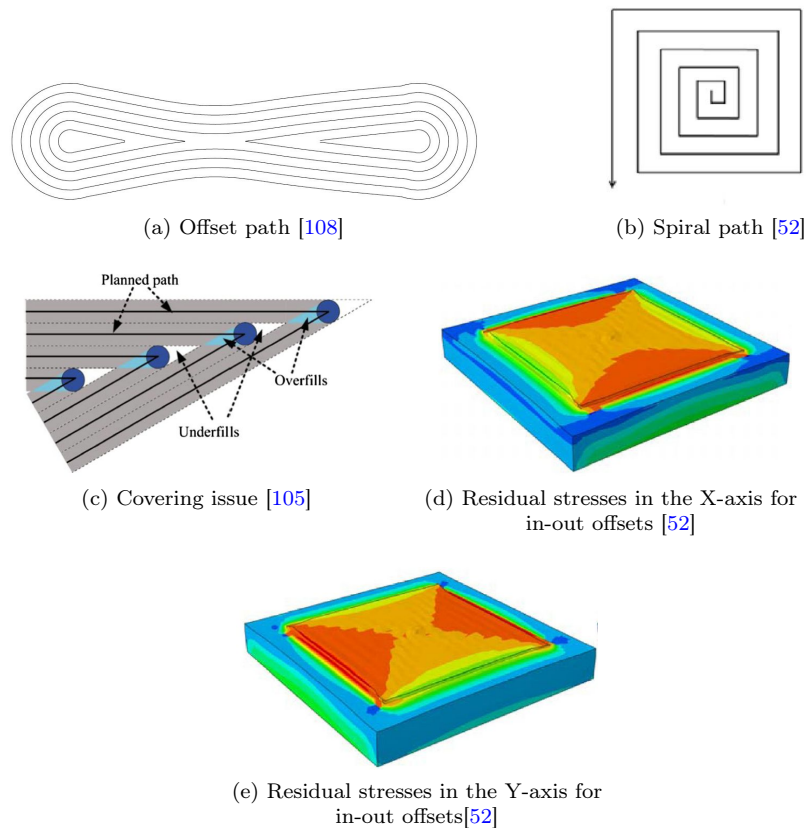 (a) Offset path [108]
(b) Spiral path [52]
Planned path
Overfills
Underfills
(c) Covering issue [105]
(d) Residual stresses in the X-axis for
in-out offsets [52]
(e) Residual stresses in the Y-axis for
in-out offsets[52]